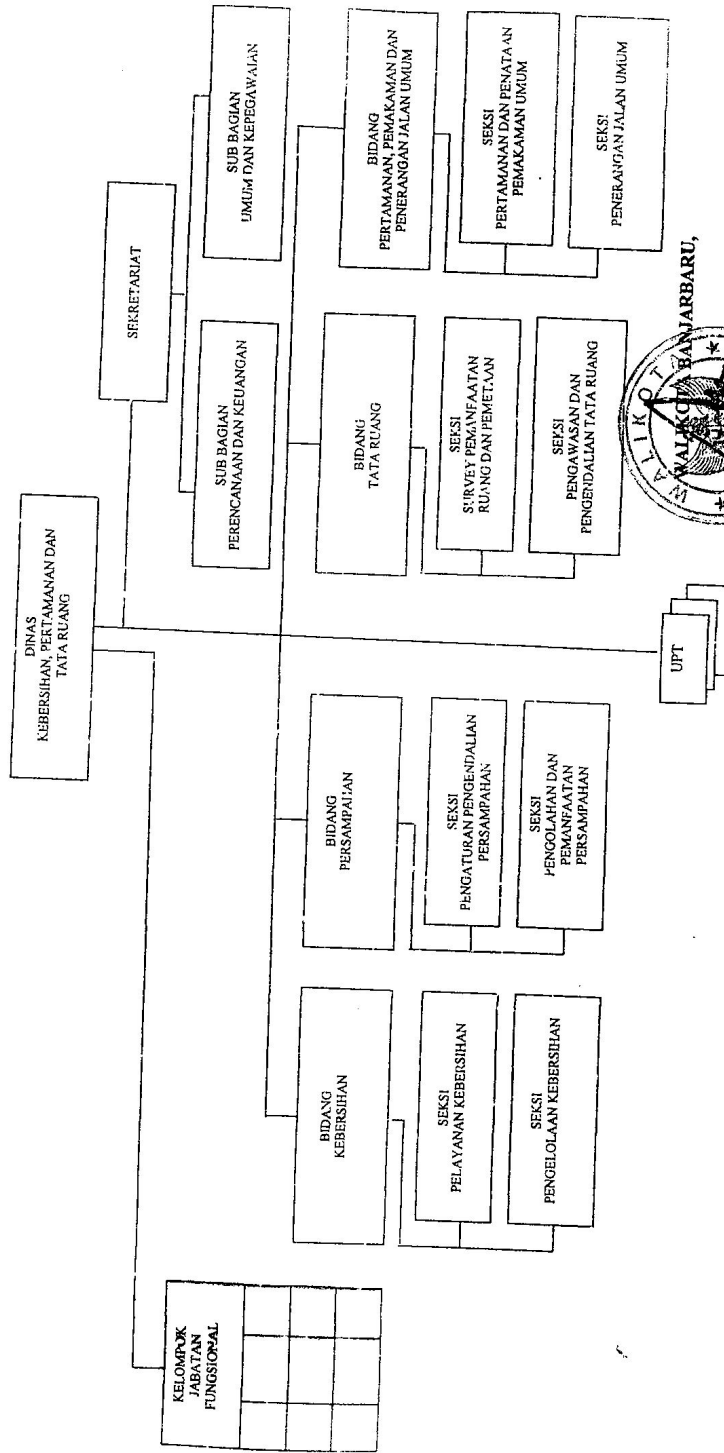 DINAS
KEBERSIHAN, PERTAMANAN DAN
TATA RUANG
KELOMPOK
JABATAN
FUNGSIONAL
SEKRETARIAT
SUB BAGIAN
PERENCANAAN DAN KEUANGAN
SUB BAGIAN
UMUM DAN KEPEGAWAIAN
BIDANG
KEBERSIHAN
SEKSI
PELAYANAN KEBERSIHAN
SEKSI
PENGELOLAAN KEBERSIHAN
BIDANG
PERSAMPAHAN
SEKSI
PENGATURAN PENGENDALIAN
PERSAMPAHAN
SEKSI
PENGOLAHAN DAN
PEMANFAATAN
PERSAMPAHAN
BIDANG
TATA RUANG
SEKSI
SURVEY PEMANFAATAN
RUANG DAN PEMETAAN
SEKSI
PENGAWASAN DAN
PENGENDALIAN TATA RUANG
BIDANG
PERTAMANAN, PEMAKAMAN DAN
PENERANGAN JALAN UMUM
SEKSI
PERTAMANAN DAN PENATAAN
PEMAKAMAN UMUM
SEKSI
PENERANGAN JALAN UMUM
UPT
WALIKOTA BANJARBARU,
WALIKOTA